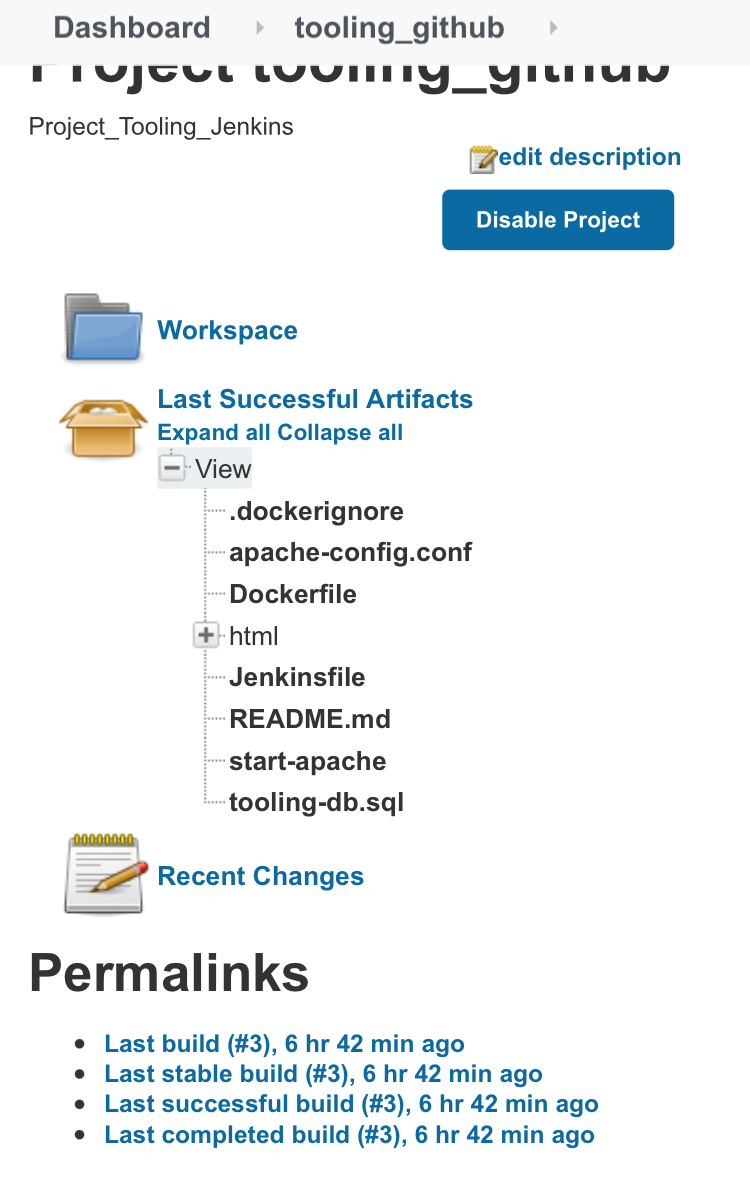 Dashboard tooling_github
Project tooling_github
Project_Tooling_Jenkins
edit description
Disable Project
Workspace
Last Successful Artifacts
Expand all Collapse all
View
.dockerignore
apache-config.conf
Dockerfile
html
Jenkinsfile
README.md
start-apache
tooling-db.sql
Recent Changes
Permalinks
Last build (#3), 6 hr 42 min ago
Last stable build (#3), 6 hr 42 min ago
Last successful build (#3), 6 hr 42 min ago
Last completed build (#3), 6 hr 42 min ago